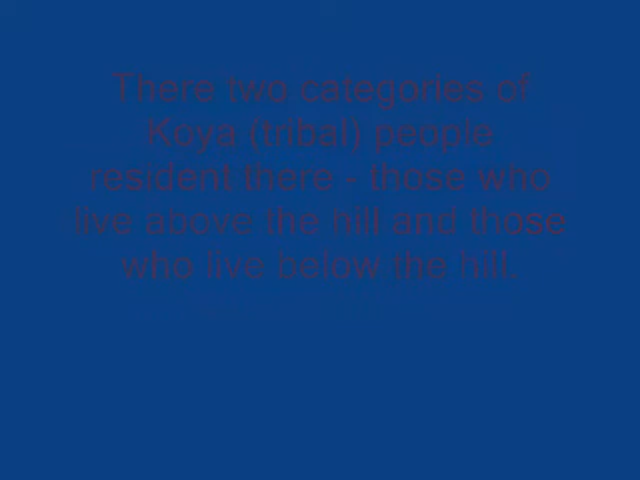 There two categories of
Koya (tribal) people
resident there - those who
live above the hill and those
who live below the hill.